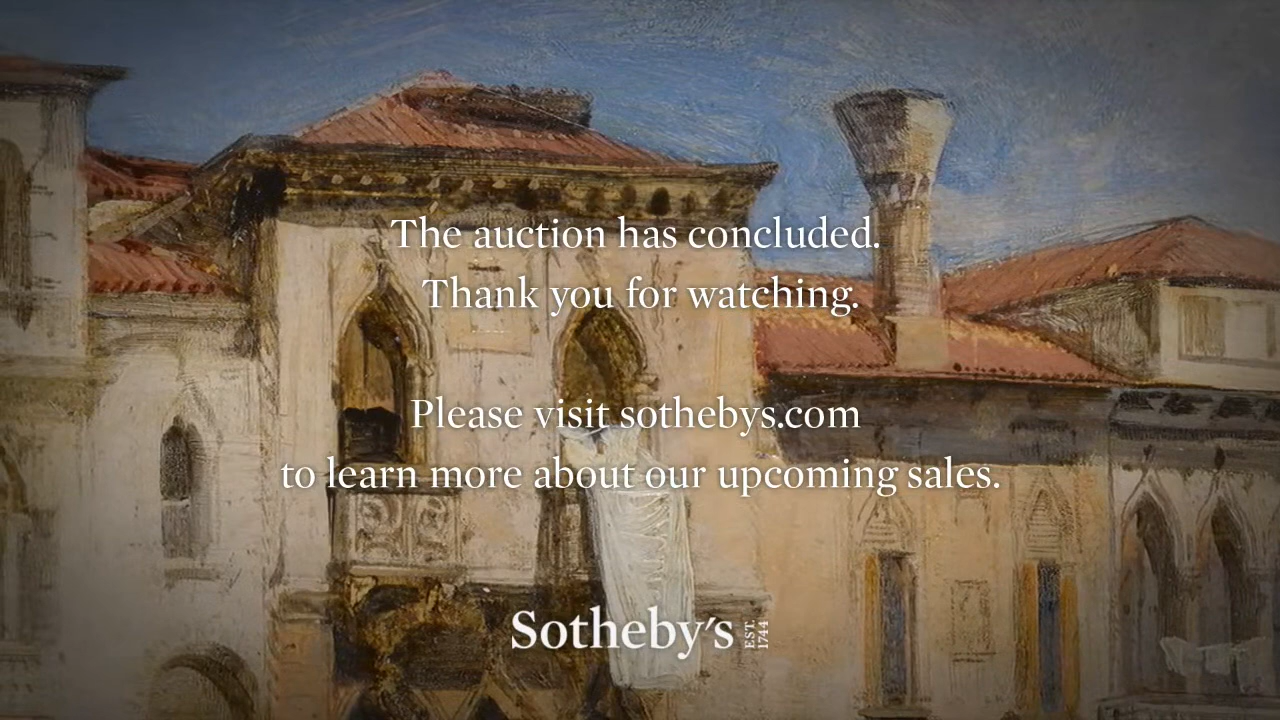 The auction has concluded.
Thank you for watching.
Please visit sothebys.com
to learn more about our upcoming sales.
Sotheby's EST. 1744